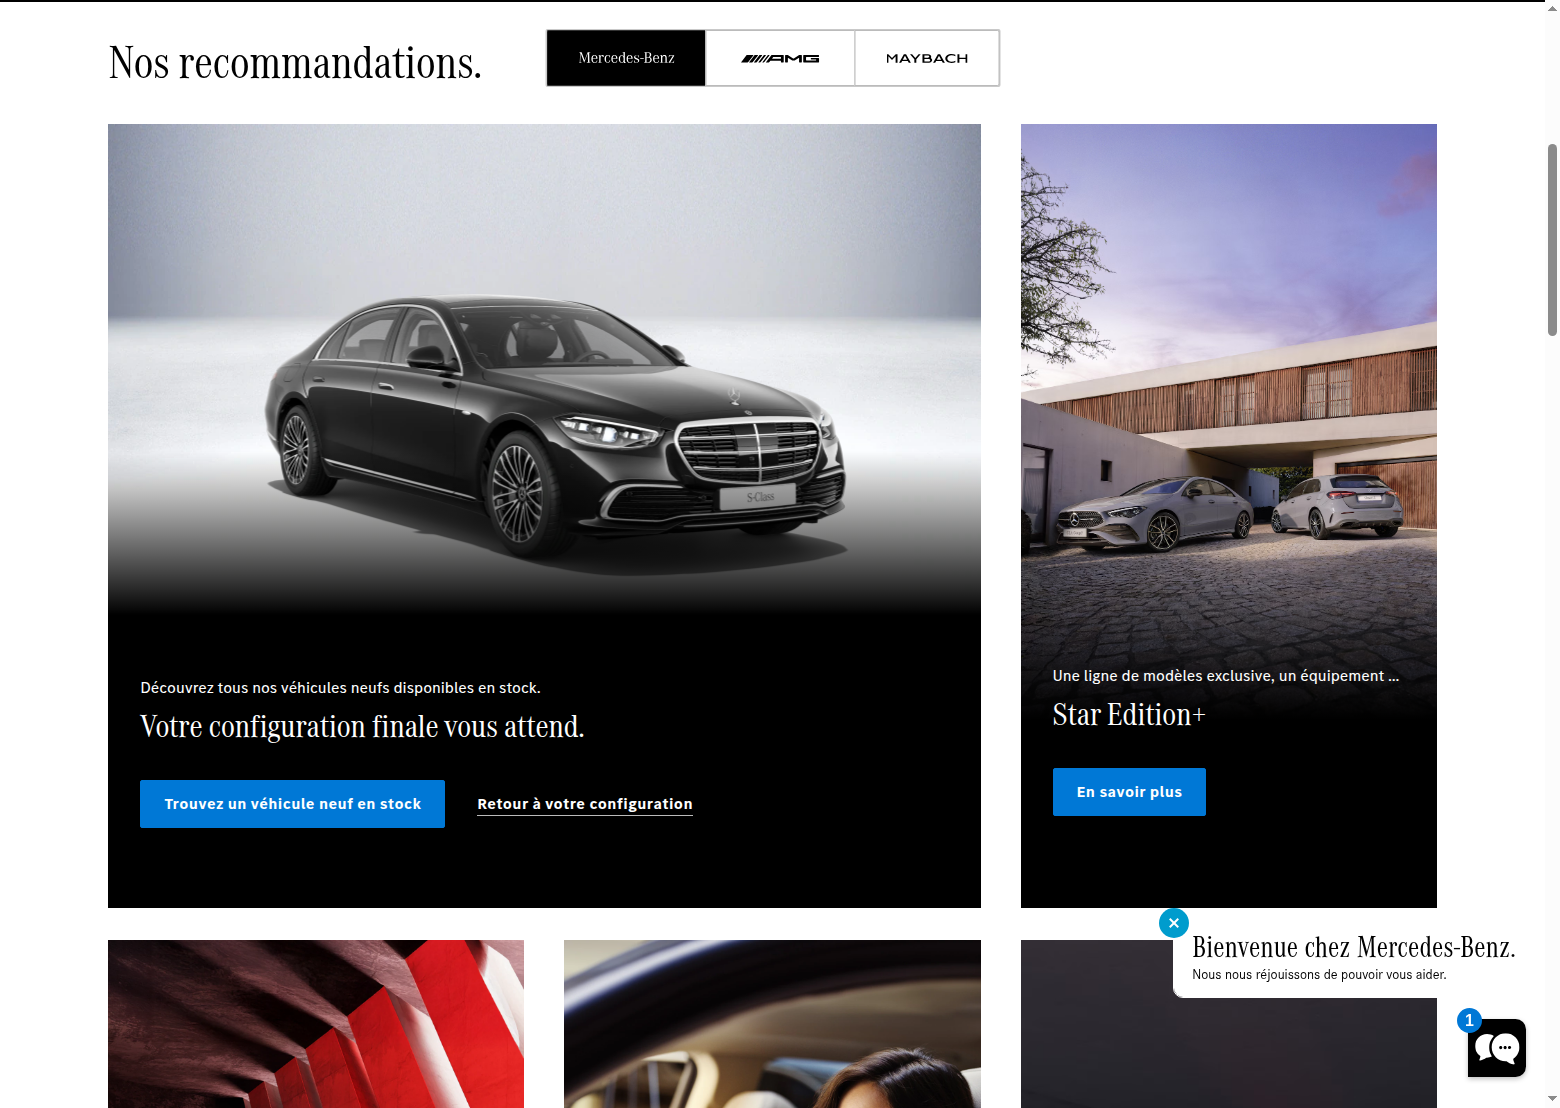 Nos recommandations.
Mercedes-Benz
AMG
MAYBACH
S-Class
Découvrez tous nos véhicules neufs disponibles en stock.
Votre configuration finale vous attend.
Trouvez un véhicule neuf en stock
Retour à votre configuration
Une ligne de modèles exclusive, un équipement ...
Star Edition+
En savoir plus
Bienvenue chez Mercedes-Benz.
Nous nous réjouissons de pouvoir vous aider.
1